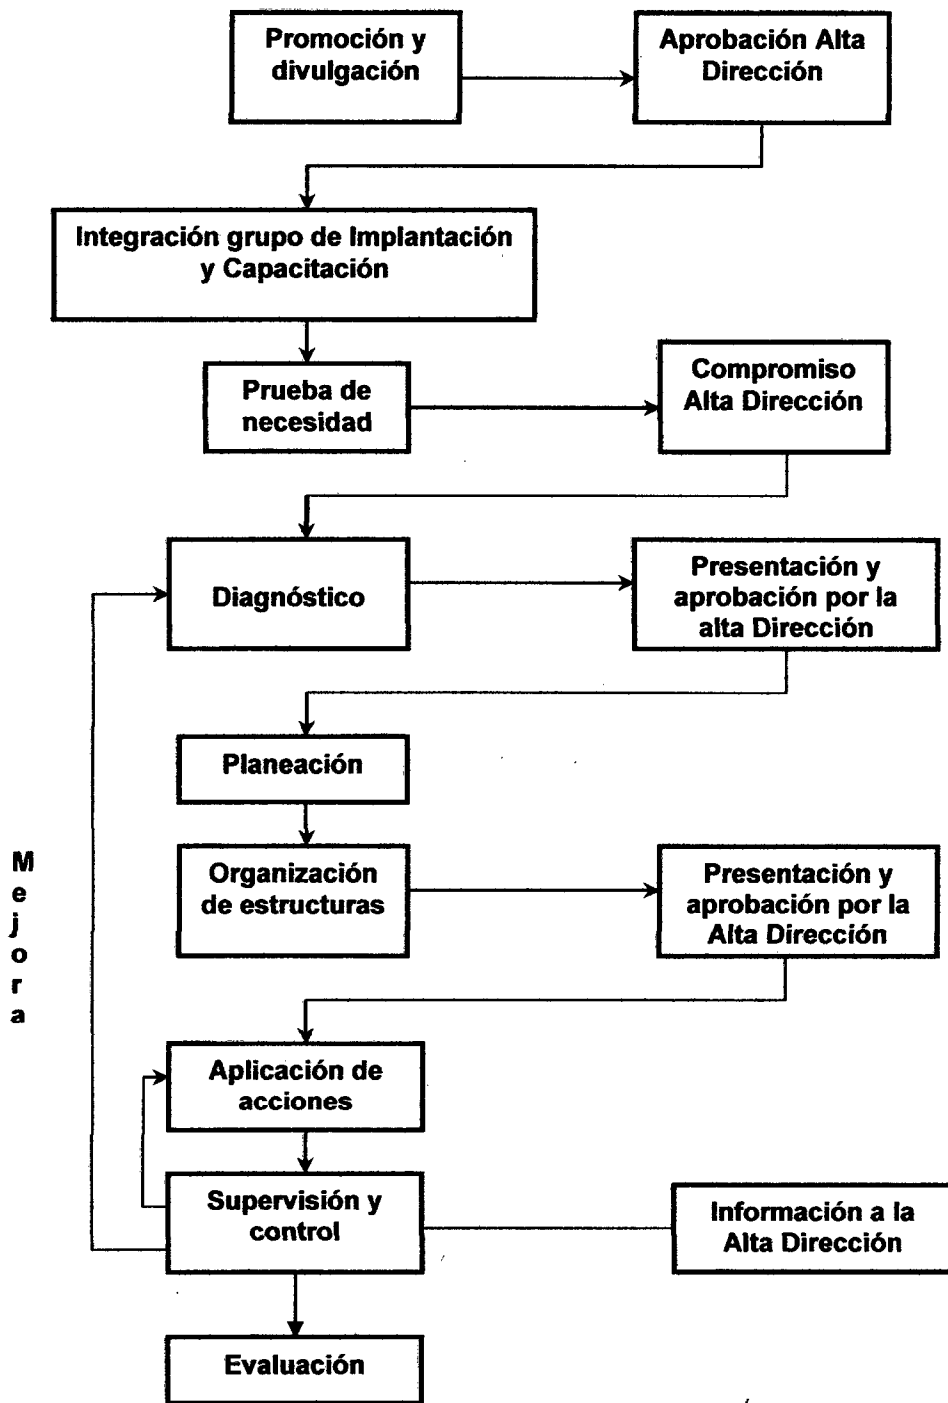 Promoción y
divulgación
Aprobación Alta
Dirección
Integración grupo de Implantación
y Capacitación
Prueba de
necesidad
Compromiso
Alta Dirección
Diagnóstico
Presentación y
aprobación por la
alta Dirección
Planeación
Organización
de estructuras
Presentación y
aprobación por la
Alta Dirección
M
e
j
o
r
a
Aplicación de
acciones
Supervisión y
control
Información a la
Alta Dirección
Evaluación